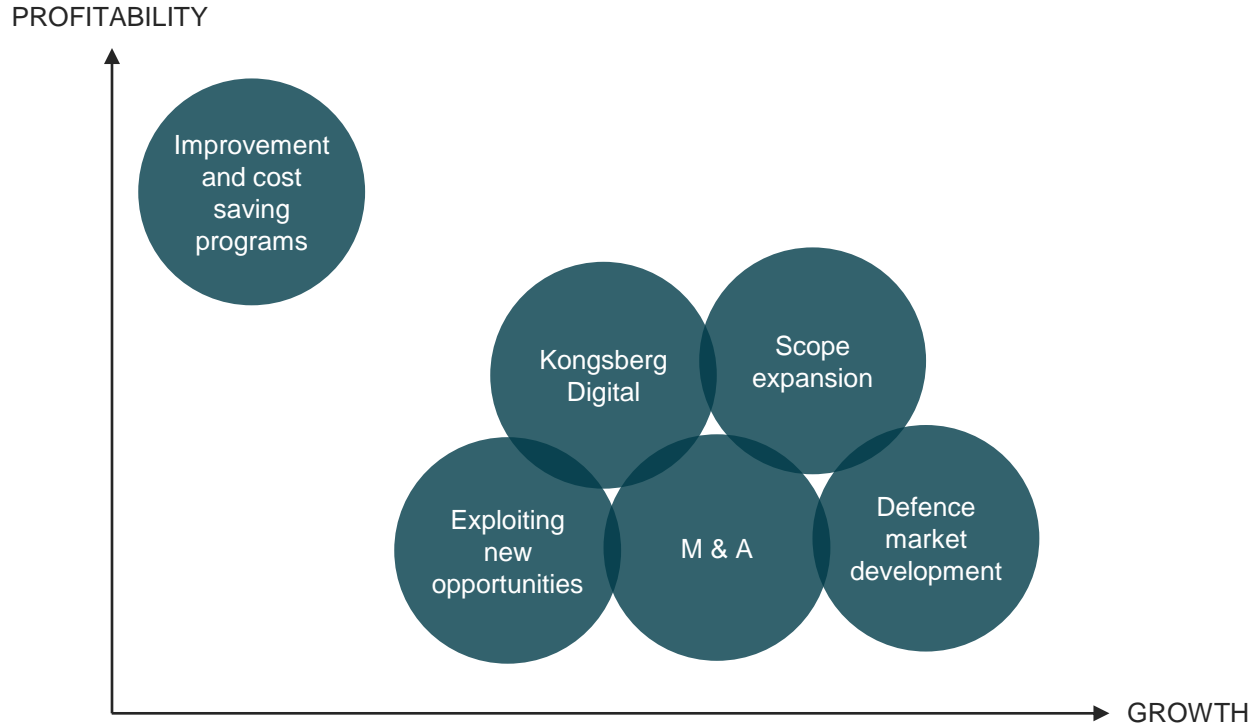 PROFITABILITY
Improvement
and cost
saving
programs
Kongsberg
Digital
Scope
expansion
Exploiting
new
opportunities
M & A
Defence
market
development
GROWTH